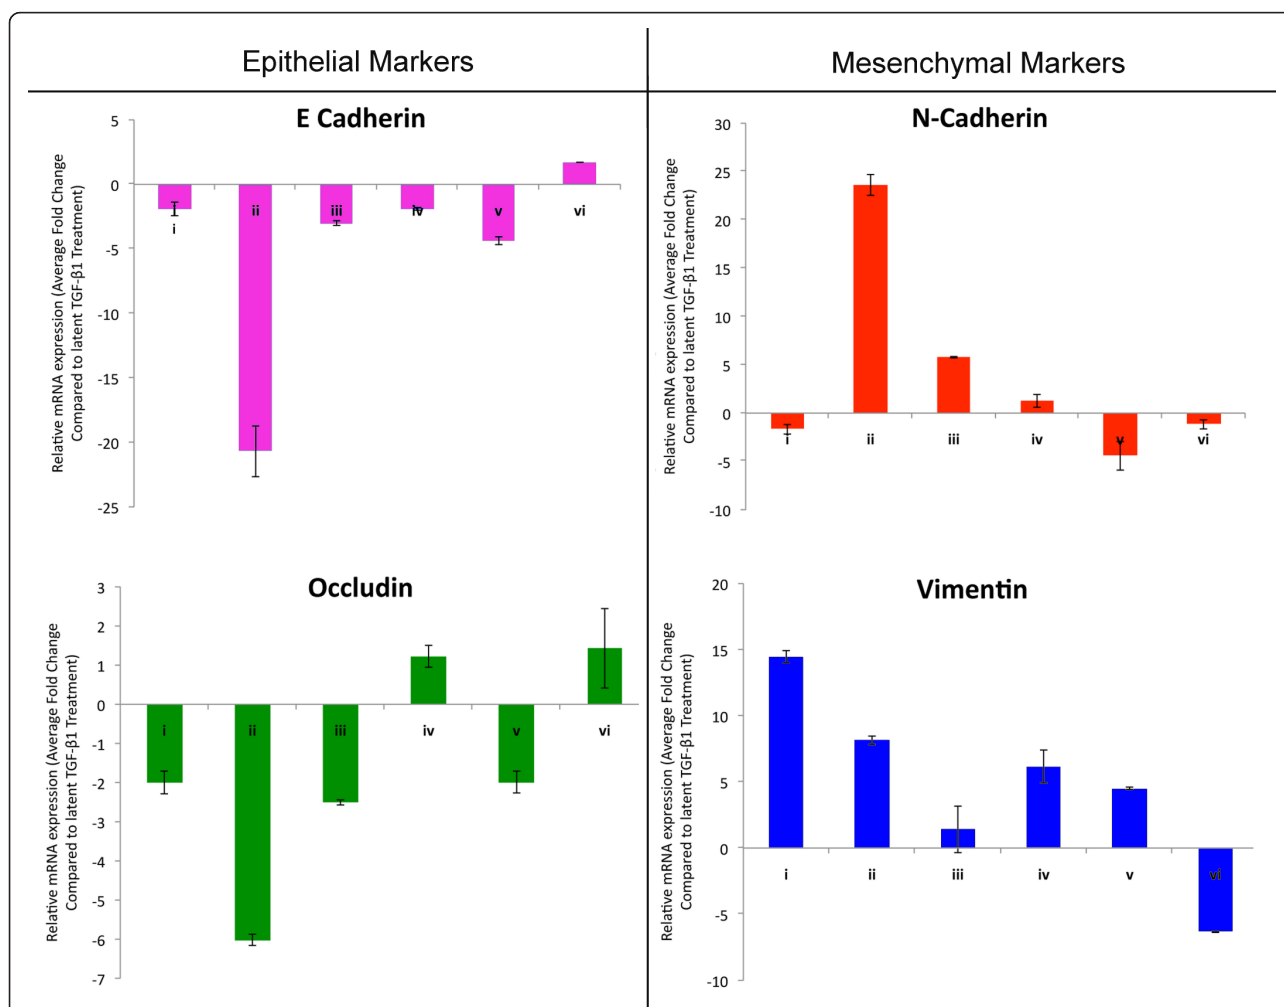 Epithelial Markers
Mesenchymal Markers
E Cadherin
Relative mRNA expression (Average Fold Change
Compared to latent TGF-β1 Treatment)
5
0
-5
-10
-15
-20
-25
i
ii
iii
iv
v
vi
N-Cadherin
Relative mRNA expression (Average Fold Change
Compared to latent TGF-β1 Treatment)
30
25
20
15
10
5
0
-5
-10
i
ii
iii
iv
v
vi
Occludin
Relative mRNA expression (Average Fold Change
Compared to latent TGF-β1 Treatment)
3
2
1
0
-1
-2
-3
-4
-5
-6
-7
i
ii
iii
iv
v
vi
Vimentin
Relative mRNA expression (Average Fold Change
Compared to latent TGF-β1 Treatment)
20
15
10
5
0
-5
-10
i
ii
iii
iv
v
vi